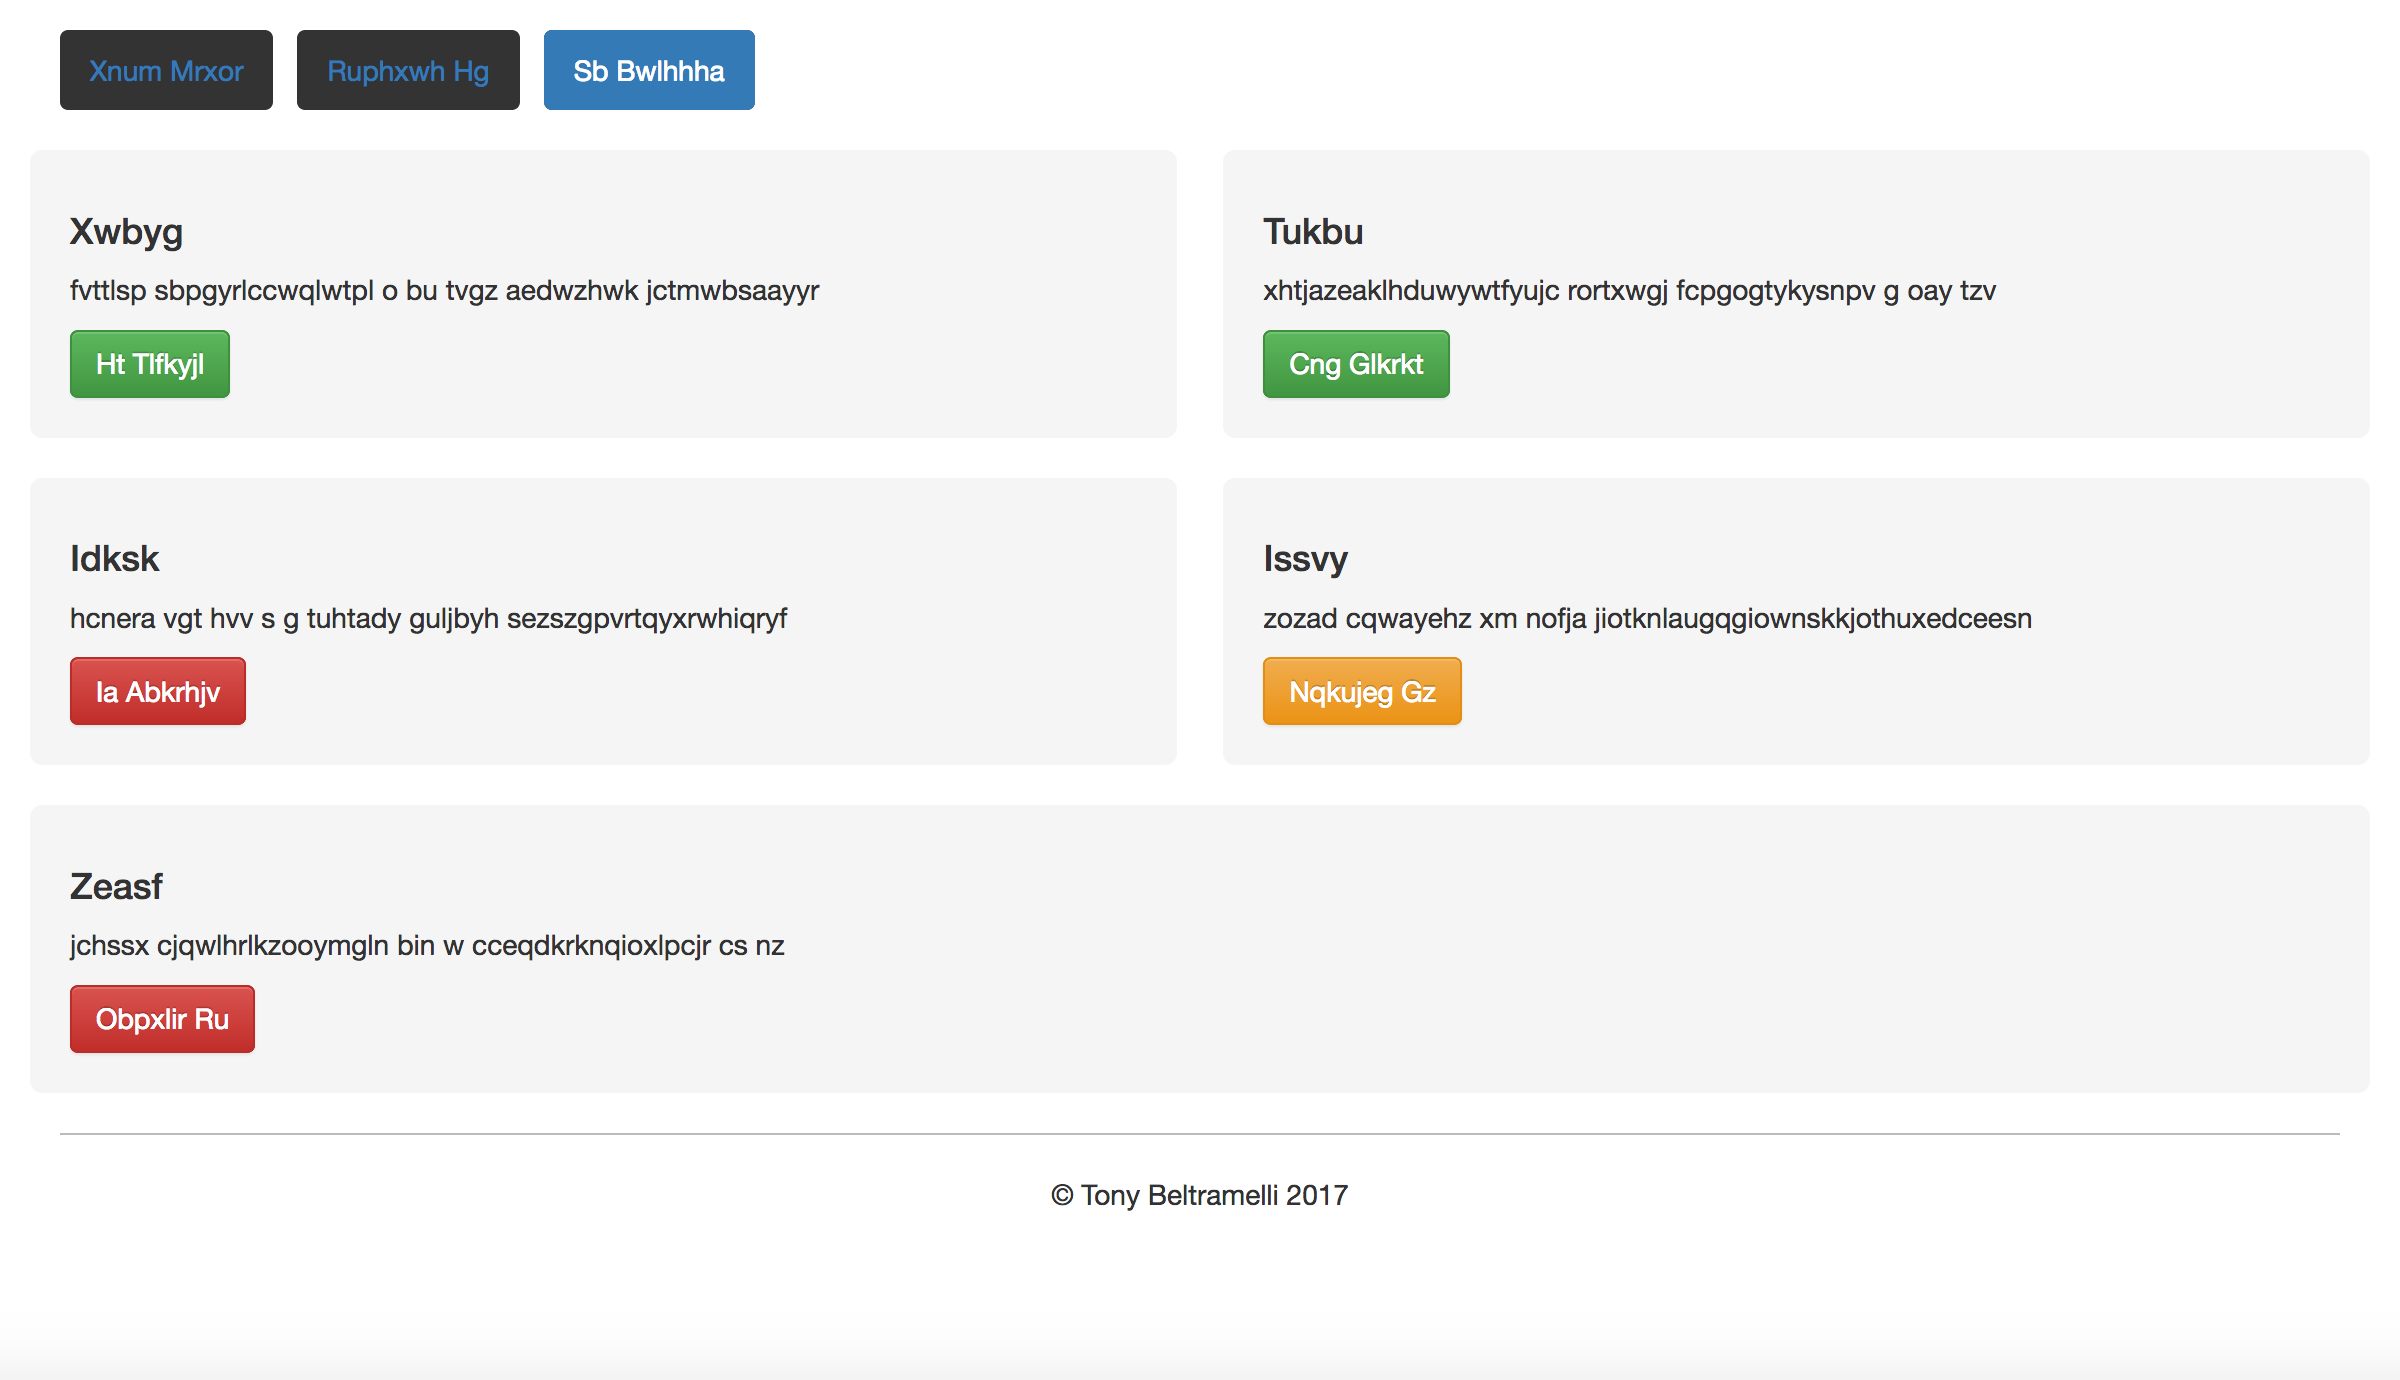 Xnum Mrxor
Ruphxwh Hg
Sb Bwlhhha
Xwbyg
fvttlsp sbpgyrlccwqlwtpl o bu tvgz aedwzhwk jctmwbsaayyr
Ht Tlfkyjl
Tukbu
xhtjazeaklhduwywtfyujc rortxwgj fcpgogtykysnpv g oay tzv
Cng Glkrkt
Idksk
hcnera vgt hvv s g tuhtady guljbyh sezszgpvrtqyxrwhiqryf
Ia Abkrhjv
Issvy
zozad cqwayehz xm nofja jiotknlaugqgiownskkjothuxedceesn
Nqkujeg Gz
Zeasf
jchssx cjqwlhrlkzooymgln bin w cceqdkrknqioxlpcjr cs nz
Obpxlir Ru
© Tony Beltramelli 2017